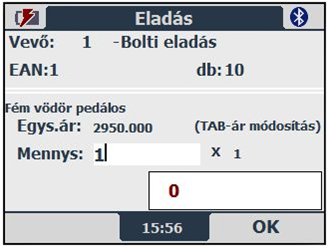 Eladás
Vevő: 1 -Bolti eladás
EAN:1 db:10
Fém vödör pedálos
Egys.ár: 2950.000 (TAB-ár módosítás)
Mennys: 1 X 1
0
15:56 OK